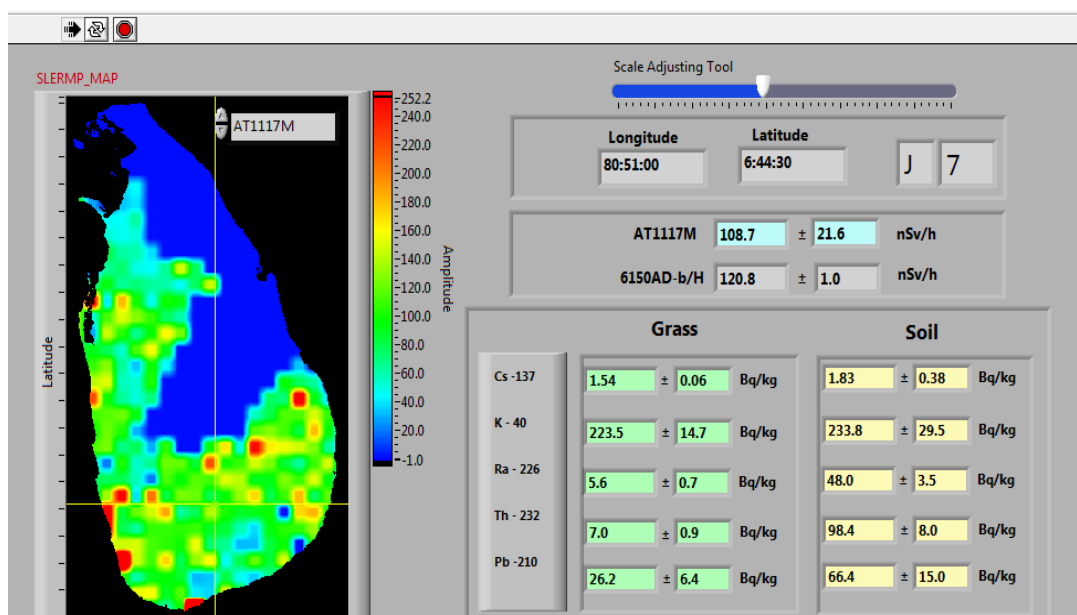 SLERMP_MAP
AT1117M
252.2
240.0
220.0
200.0
180.0
160.0
140.0
120.0
100.0
80.0
60.0
40.0
20.0
-1.0
Amplitude
Latitude
Scale Adjusting Tool
Longitude Latitude
80:51:00 6:44:30 J 7
AT1117M 108.7 ± 21.6 nSv/h
6150AD-b/H 120.8 ± 1.0 nSv/h
Grass Soil
Cs -137 1.54 ± 0.06 Bq/kg 1.83 ± 0.38 Bq/kg
K - 40 223.5 ± 14.7 Bq/kg 233.8 ± 29.5 Bq/kg
Ra - 226 5.6 ± 0.7 Bq/kg 48.0 ± 3.5 Bq/kg
Th - 232 7.0 ± 0.9 Bq/kg 98.4 ± 8.0 Bq/kg
Pb -210 26.2 ± 6.4 Bq/kg 66.4 ± 15.0 Bq/kg